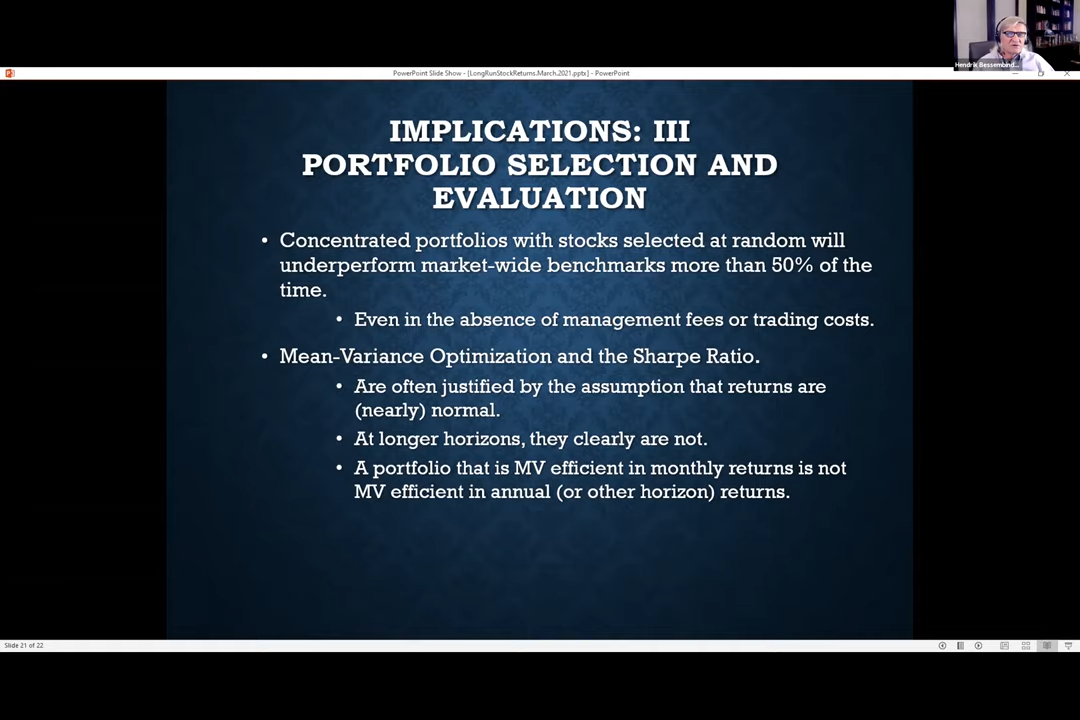 Hendrik Bessembind...
PowerPoint Slide Show - [LongRunStockReturns.March.2021.pptx] - PowerPoint
IMPLICATIONS: III
PORTFOLIO SELECTION AND
EVALUATION
• Concentrated portfolios with stocks selected at random will
underperform market-wide benchmarks more than 50% of the
time.
• Even in the absence of management fees or trading costs.
• Mean-Variance Optimization and the Sharpe Ratio.
• Are often justified by the assumption that returns are
(nearly) normal.
• At longer horizons, they clearly are not.
• A portfolio that is MV efficient in monthly returns is not
MV efficient in annual (or other horizon) returns.
Slide 21 of 22